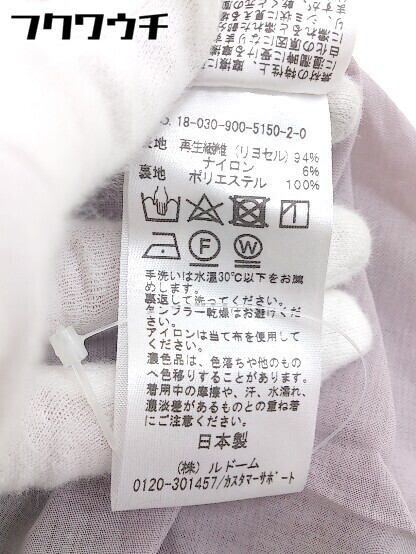 フクワウチ
O. 18-030-900-5150-2-0
地 再生繊維 (リヨセル) 94%
ナイロン 6%
裏地 ポリエステル 100%
F W
手洗いは水温30℃以下をお薦
めします。
裏返して洗ってください。
タンブラー乾燥はお避けくだ
さい。
アイロンは当て布を使用して
ください。
濃色品は、色落ちや他のもの
へ色移りすることがあります。
着用中の摩擦や、汗、水濡れ、
濃淡差があるものとの重ね着
にご注意ください。
日本製
(株) ルドーム
0120-301457/カスタマーサポート